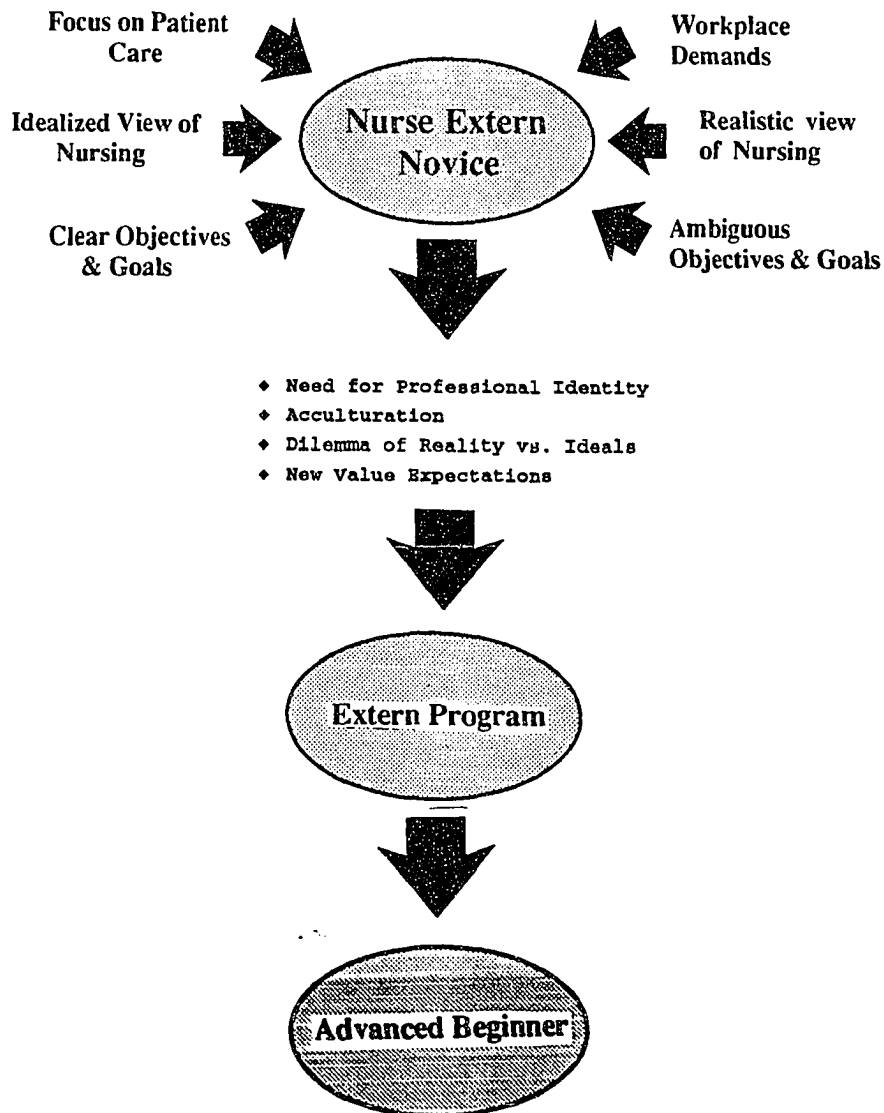 Focus on Patient
Care
Workplace
Demands
Idealized View of
Nursing
Nurse Extern
Novice
Realistic view
of Nursing
Clear Objectives
& Goals
Ambiguous
Objectives & Goals
◆ Need for Professional Identity
◆ Acculturation
◆ Dilemma of Reality vs. Ideals
◆ New Value Expectations
Extern Program
Advanced Beginner